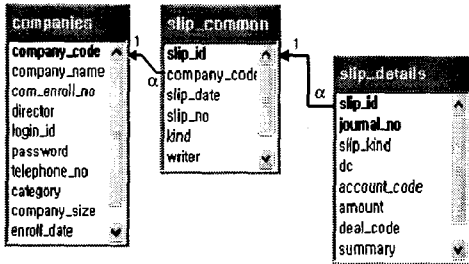 companies
company_code
company_name
com_enroll_no
director
login_id
password
telephone_no
category
company_size
enroll_date
1
α
slip_common
slip_id
company_code
slip_date
slip_no
kind
writer
1
α
slip_details
slip_id
journal_no
slip_kind
dc
account_code
amount
deal_code
summary